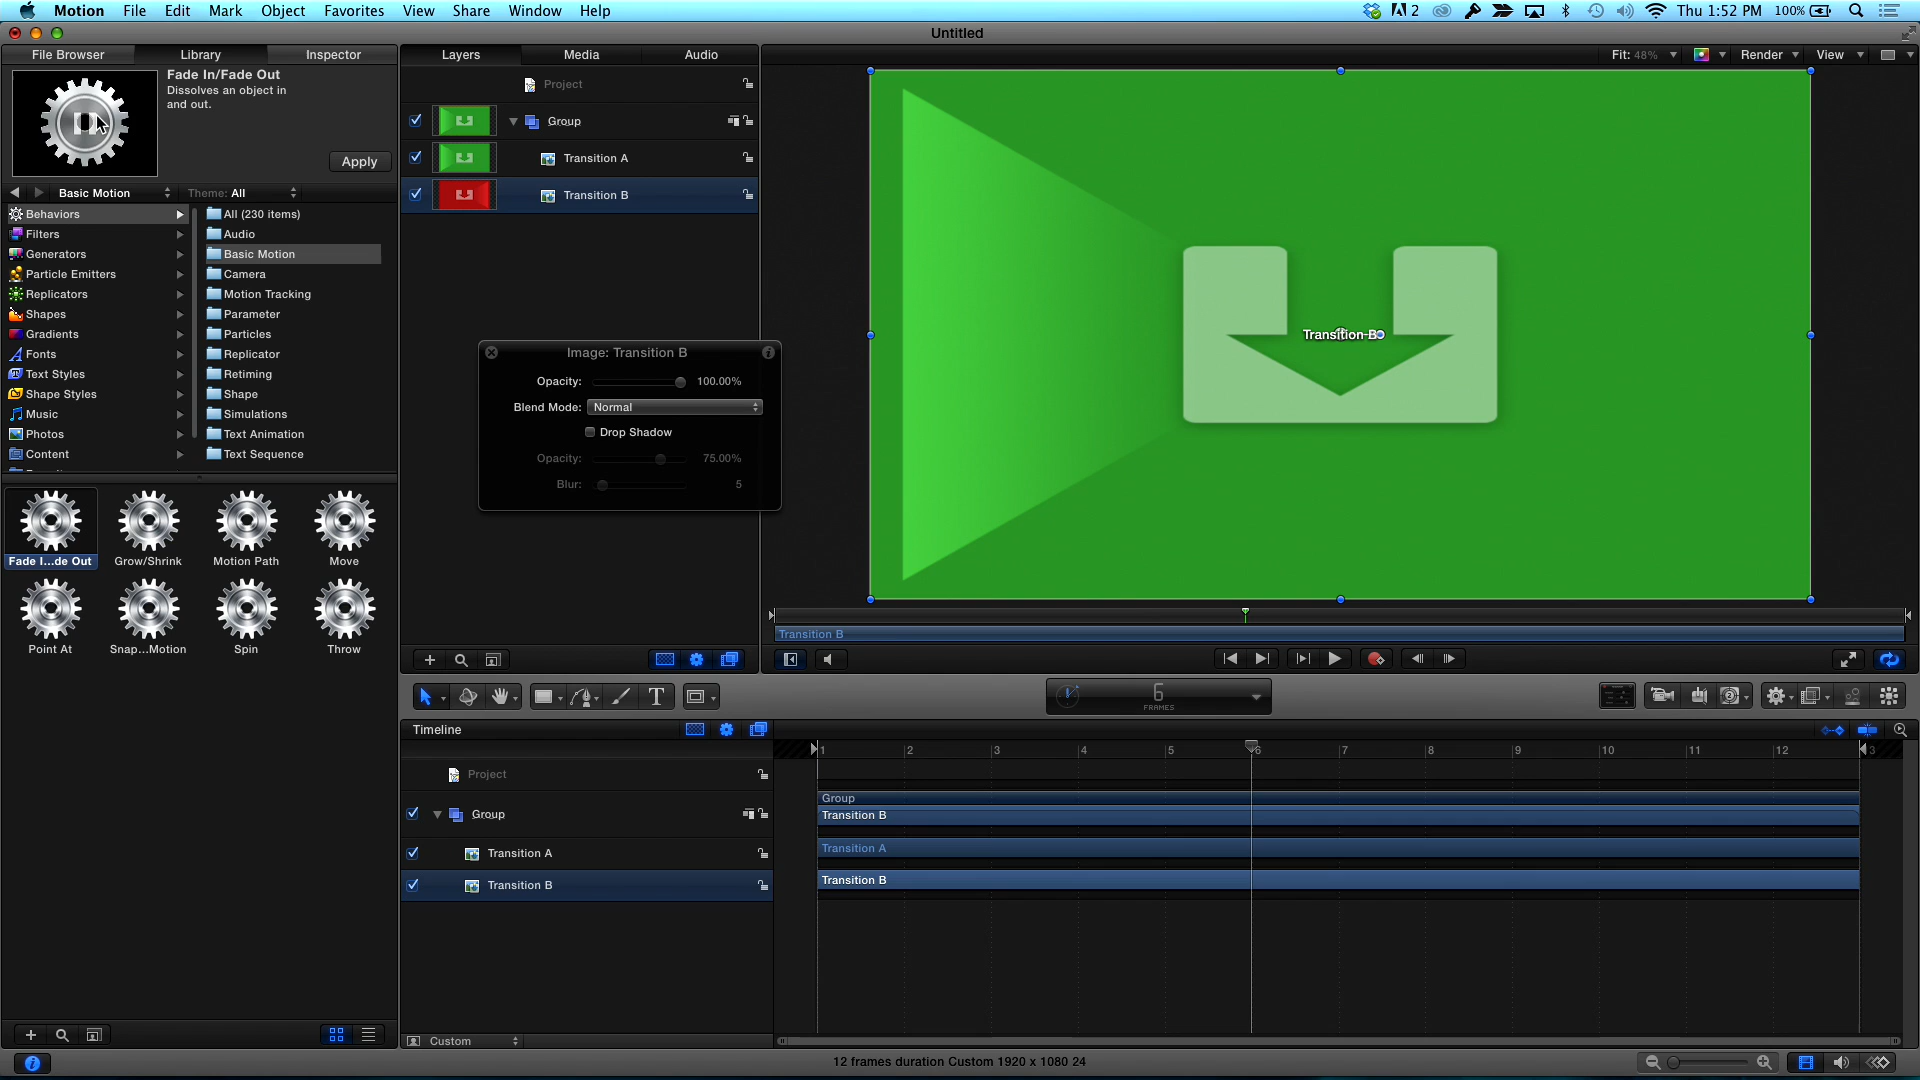 Motion File Edit Mark Object Favorites View Share Window Help
2 Thu 1:52 PM 100%
Untitled
File Browser Library Inspector
Layers Media Audio
Fit: 48% Render View
Fade In/Fade Out
Dissolves an object in
and out.
Apply
Basic Motion Theme: All
Behaviors
Filters
Generators
Particle Emitters
Replicators
Shapes
Gradients
Fonts
Text Styles
Shape Styles
Music
Photos
Content
All (230 items)
Audio
Basic Motion
Camera
Motion Tracking
Parameter
Particles
Replicator
Retiming
Shape
Simulations
Text Animation
Text Sequence
Fade I...de Out Grow/Shrink Motion Path Move
Point At Snap...Motion Spin Throw
Project
Group
Transition A
Transition B
Image: Transition B
Opacity: 100.00%
Blend Mode: Normal
Drop Shadow
Opacity: 75.00%
Blur: 5
Transition B
Transition B
T
6
FRAMES
2
Timeline
1 2 3 4 5 6 7 8 9 10 11 12 3
Project
Group
Transition A
Transition B
Group
Transition B
Transition A
Transition B
Custom
12 frames duration Custom 1920 x 1080 24